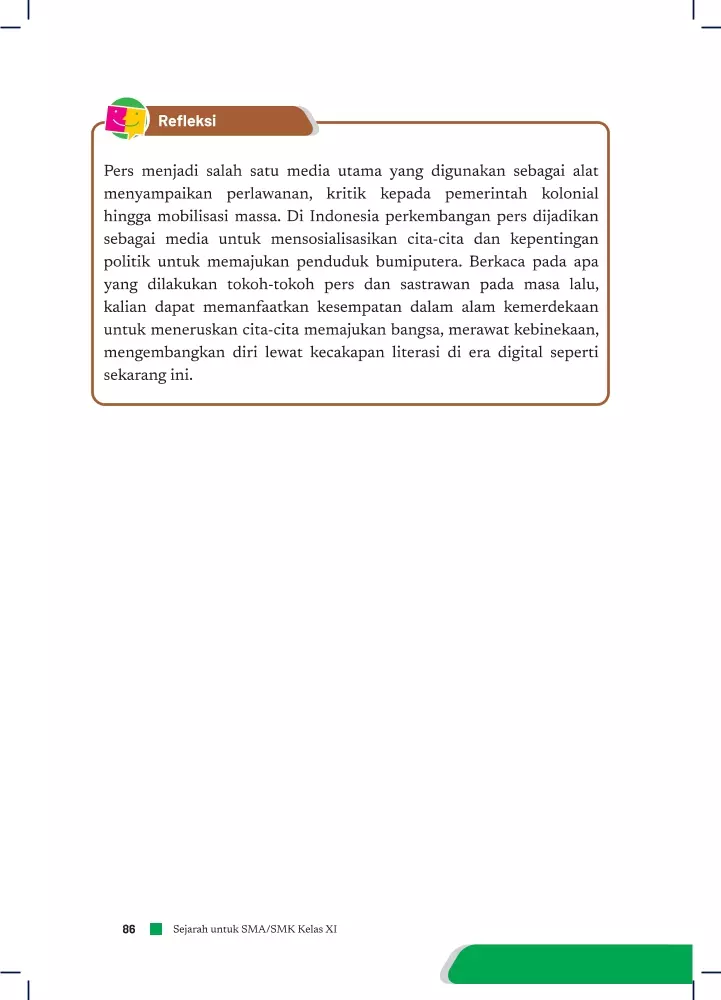 Refleksi
Pers menjadi salah satu media utama yang digunakan sebagai alat
menyampaikan perlawanan, kritik kepada pemerintah kolonial
hingga mobilisasi massa. Di Indonesia perkembangan pers dijadikan
sebagai media untuk mensosialisasikan cita-cita dan kepentingan
politik untuk memajukan penduduk bumiputera. Berkaca pada apa
yang dilakukan tokoh-tokoh pers dan sastrawan pada masa lalu,
kalian dapat memanfaatkan kesempatan dalam alam kemerdekaan
untuk meneruskan cita-cita memajukan bangsa, merawat kebinekaan,
mengembangkan diri lewat kecakapan literasi di era digital seperti
sekarang ini.
86 Sejarah untuk SMA/SMK Kelas XI